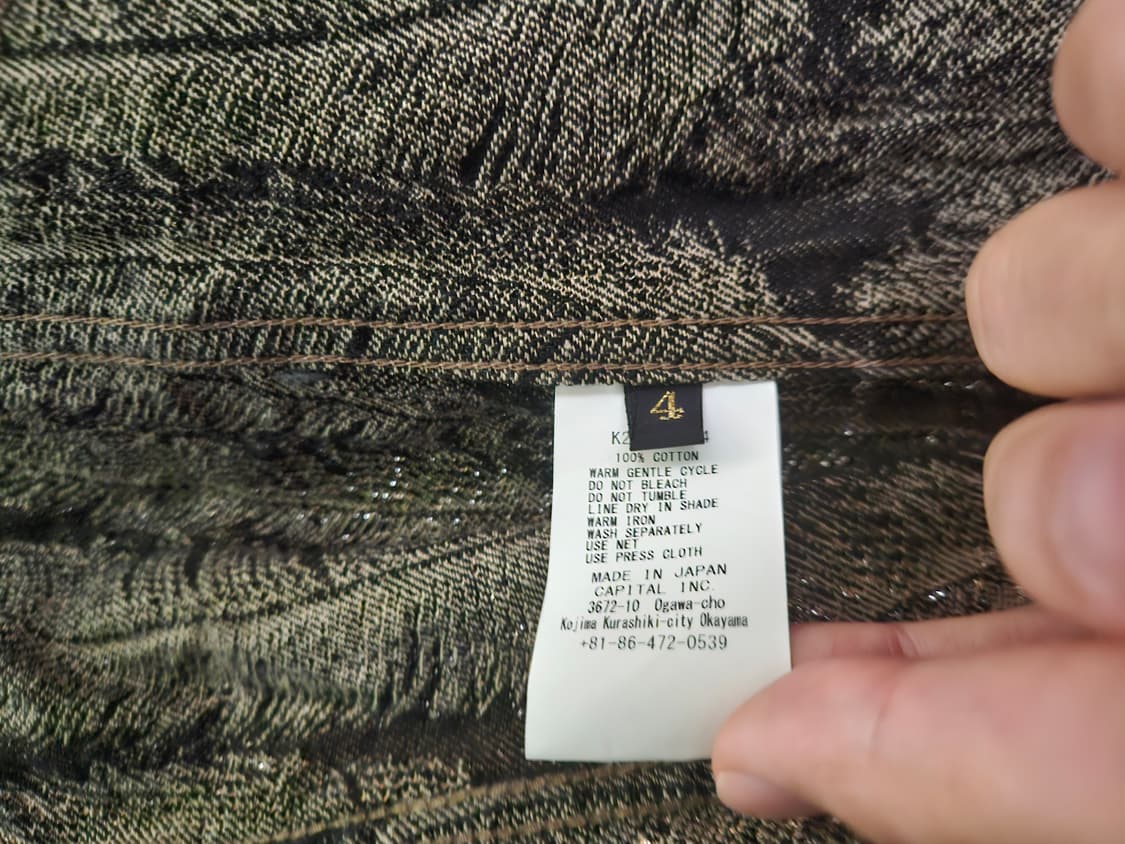 4
100% COTTON
WARM GENTLE CYCLE
DO NOT BLEACH
DO NOT TUMBLE
LINE DRY IN SHADE
WARM IRON
WASH SEPARATELY
USE NET
USE PRESS CLOTH
MADE IN JAPAN
CAPITAL INC.
3672-10 Ogawa-cho
Kojima Kurashiki-city Okayama
+81-86-472-0539